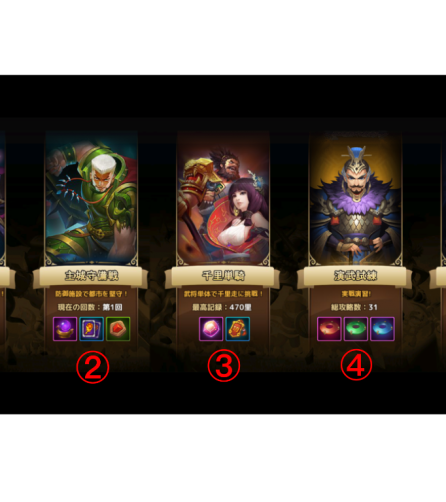 主城守備戦
防御施設で都市を堅守！
現在の回数：第1回
②
千里単騎
武将単体で千里走に挑戦！
最高記録：470里
③
演武試練
実戦演習！
総攻略数：31
④